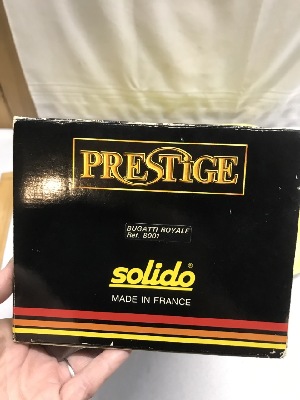 PRESTiGE
BUGATTI ROYALE
Ref. 8001
solido®
MADE IN FRANCE